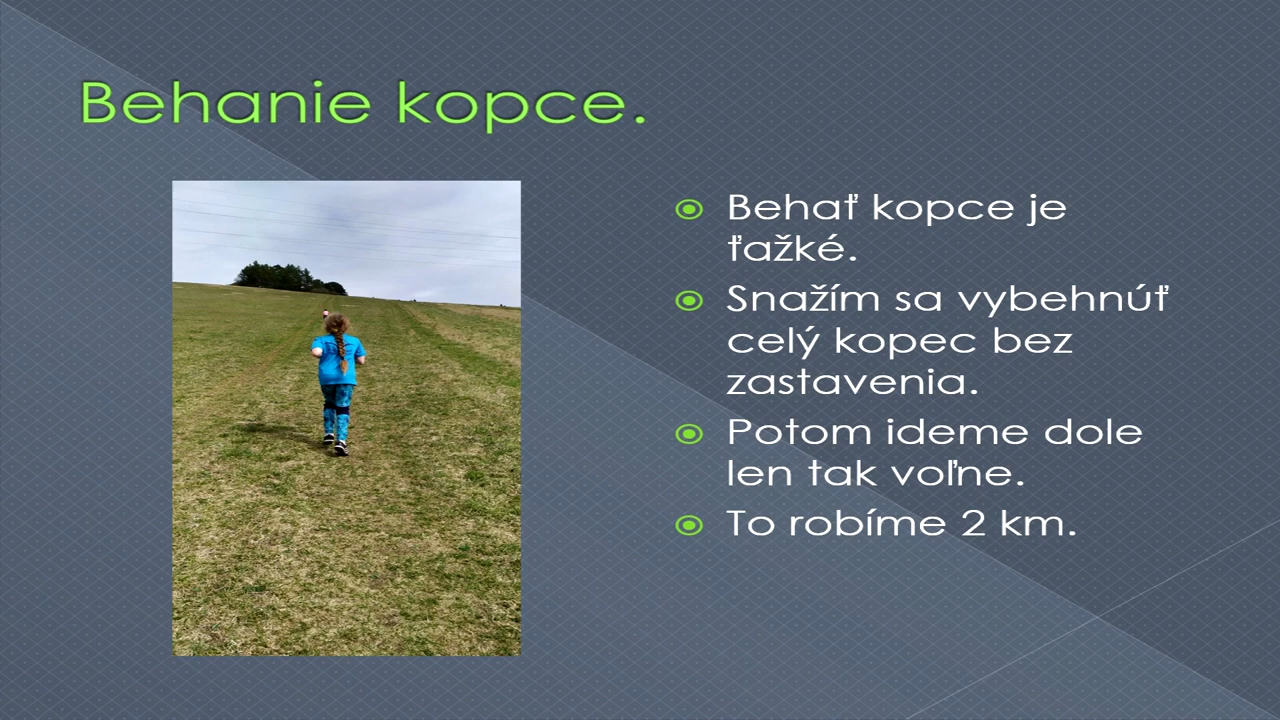 Behanie kopce.
Behať kopce je
ťažké.
Snažím sa vybehnúť
celý kopec bez
zastavenia.
Potom ideme dole
len tak voľne.
To robíme 2 km.